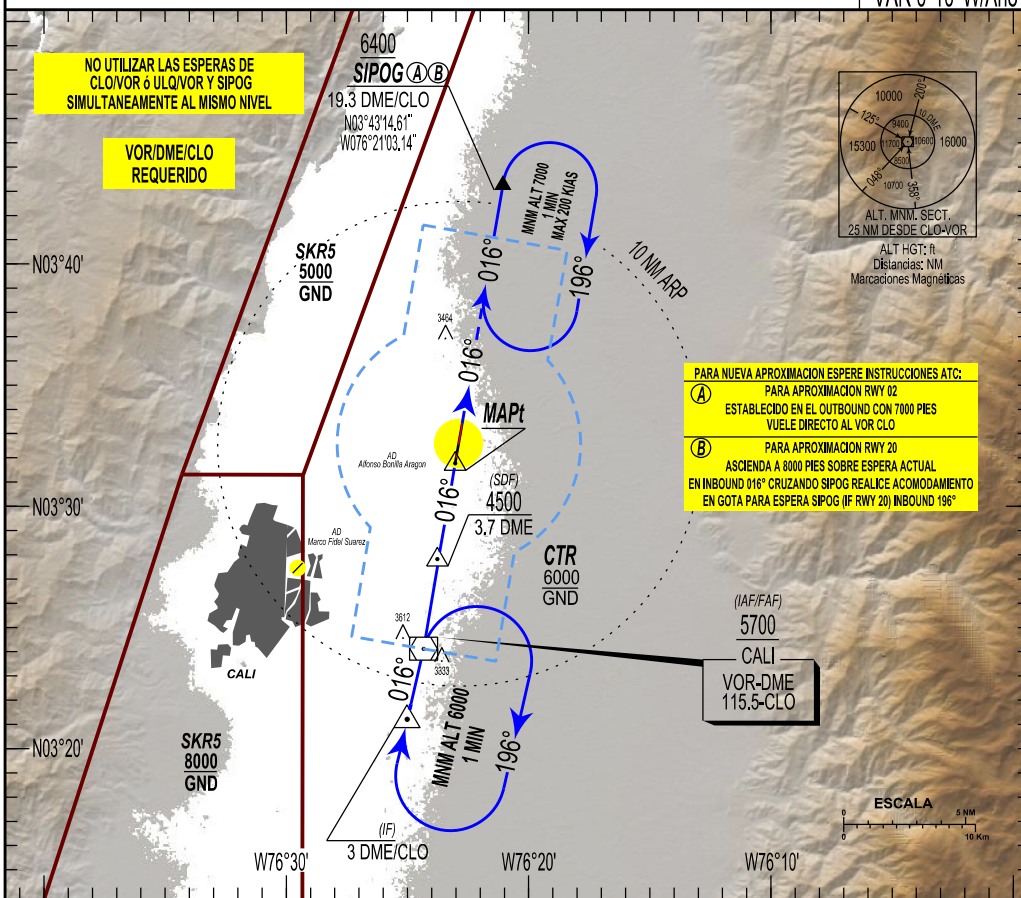 NO UTILIZAR LAS ESPERAS DE
CLO/VOR ó ULQ/VOR Y SIPOG
SIMULTANEAMENTE AL MISMO NIVEL
VOR/DME/CLO
REQUERIDO
6400
SIPOG Ⓐ Ⓑ
19.3 DME/CLO
N03°43'14.61"
W076°21'03.14"
MNM ALT 7000
1 MIN
MAX 200 KIAS
016°
196°
10000
200°
125°
10 DME
9400
15300
11700
10600
16000
8500
048°
10700
358°
ALT. MNM. SECT.
25 NM DESDE CLO-VOR
ALT HGT: ft
Distancias: NM
Marcaciones Magnéticas
N03°40'
SKR5
5000
GND
10 NM ARP
3464
016°
MAPt
PARA NUEVA APROXIMACION ESPERE INSTRUCCIONES ATC:
Ⓐ PARA APROXIMACION RWY 02
ESTABLECIDO EN EL OUTBOUND CON 7000 PIES
VUELE DIRECTO AL VOR CLO
Ⓑ PARA APROXIMACION RWY 20
ASCIENDA A 8000 PIES SOBRE ESPERA ACTUAL
EN INBOUND 016° CRUZANDO SIPOG REALICE ACOMODAMIENTO
EN GOTA PARA ESPERA SIPOG (IF RWY 20) INBOUND 196°
AD
Alfonso Bonilla Aragon
N03°30'
016°
(SDF)
4500
3.7 DME
AD
Marco Fidel Suarez
CTR
6000
GND
(IAF/FAF)
5700
CALI
VOR-DME
115.5-CLO
3612
3333
CALI
016°
MNM ALT 6000
1 MIN
196°
N03°20'
SKR5
8000
GND
(IF)
3 DME/CLO
ESCALA
0
5 NM
0
10 Km
W76°30'
W76°20'
W76°10'